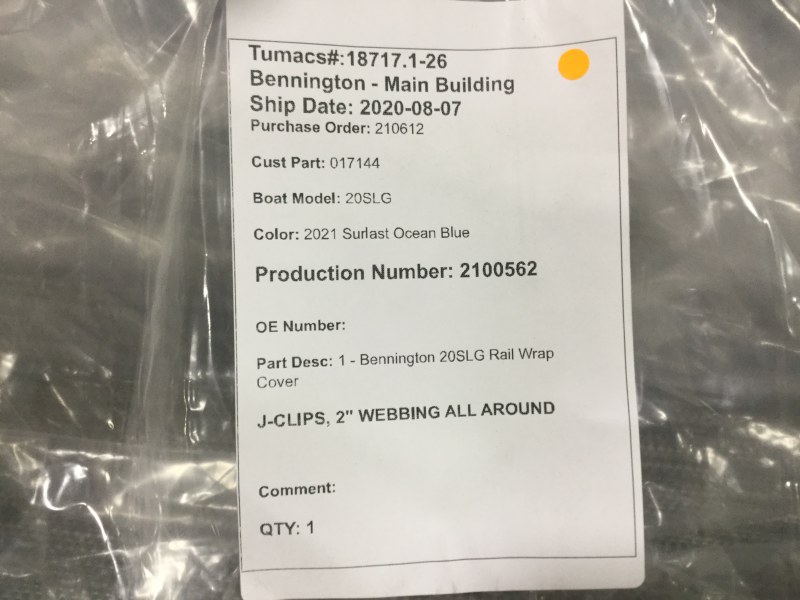 Tumacs#:18717.1-26
Bennington - Main Building
Ship Date: 2020-08-07
Purchase Order: 210612
Cust Part: 017144
Boat Model: 20SLG
Color: 2021 Surlast Ocean Blue
Production Number: 2100562
OE Number:
Part Desc: 1 - Bennington 20SLG Rail Wrap
Cover
J-CLIPS, 2" WEBBING ALL AROUND
Comment:
QTY: 1